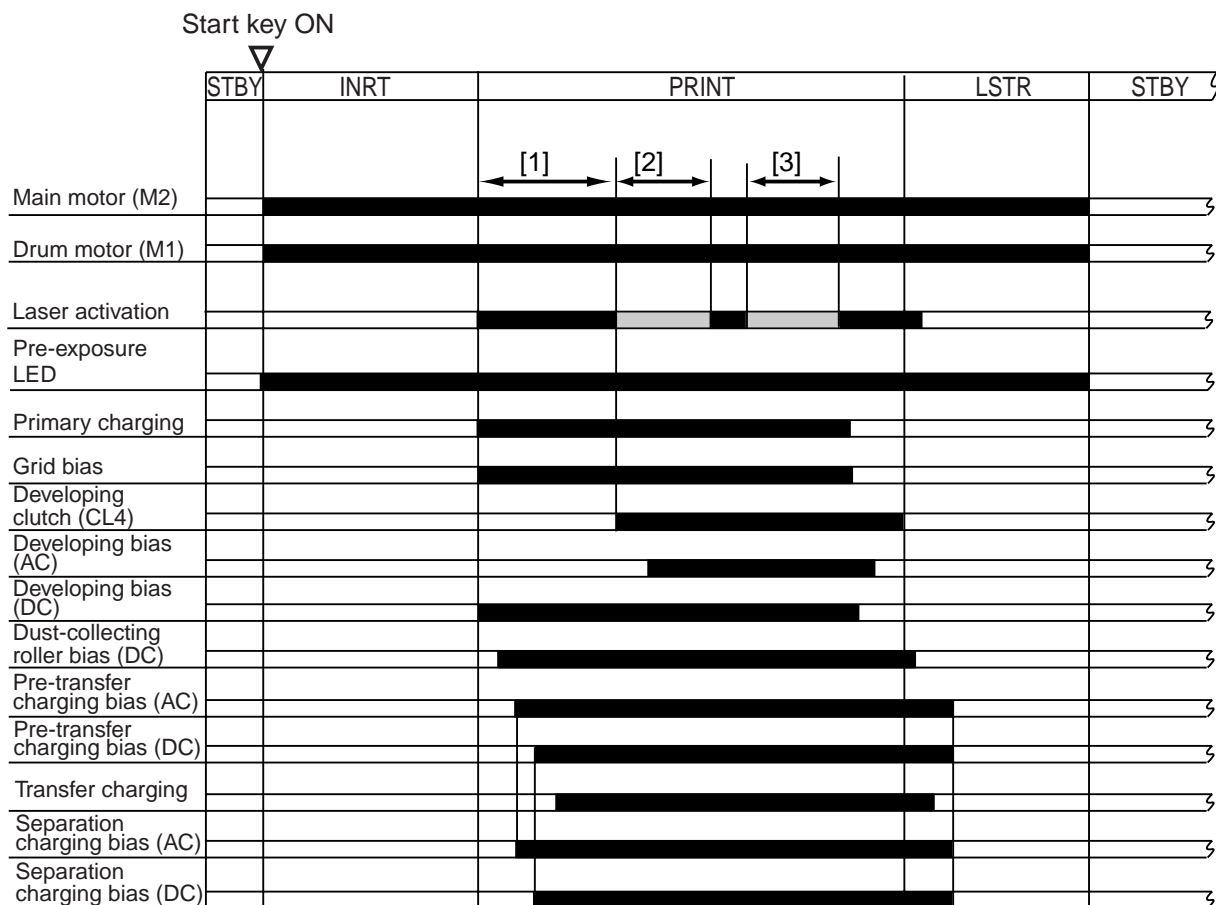 Start key ON
STBY INRT PRINT LSTR STBY
[1] [2] [3]
Main motor (M2)
Drum motor (M1)
Laser activation
Pre-exposure
LED
Primary charging
Grid bias
Developing
clutch (CL4)
Developing bias
(AC)
Developing bias
(DC)
Dust-collecting
roller bias (DC)
Pre-transfer
charging bias (AC)
Pre-transfer
charging bias (DC)
Transfer charging
Separation
charging bias (AC)
Separation
charging bias (DC)